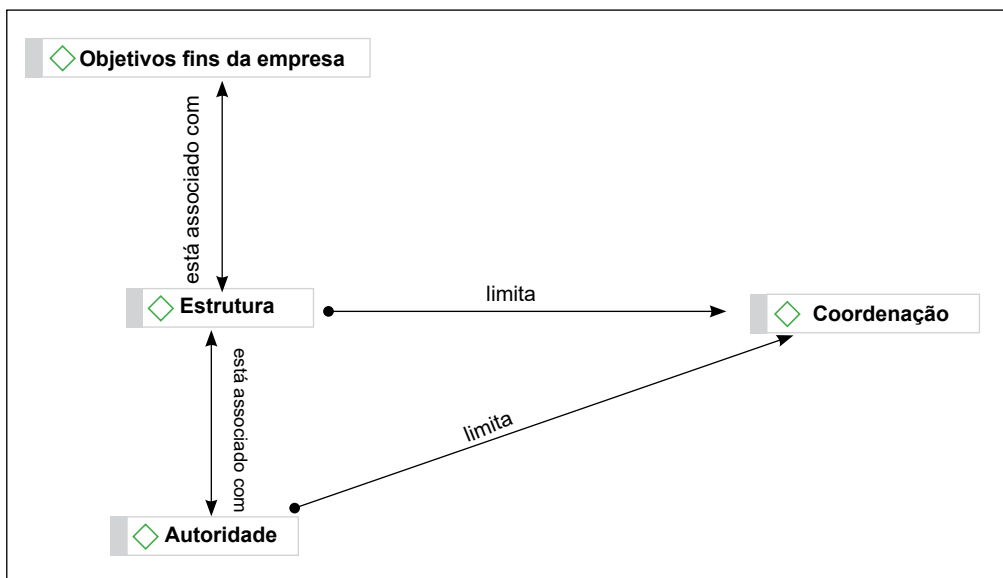 Objetivos fins da empresa
está associado com
Estrutura
limita
Coordenação
está associado com
limita
Autoridade